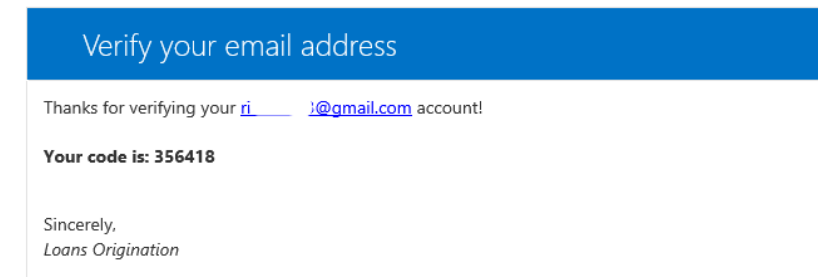 Verify your email address
Thanks for verifying your ri @gmail.com account!
Your code is: 356418
Sincerely,
Loans Origination